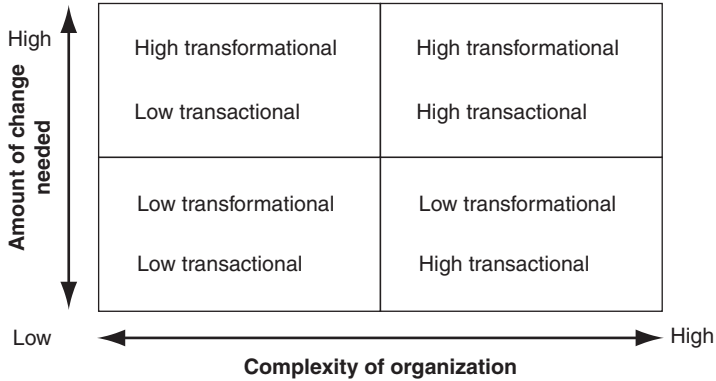 High
High transformational
High transformational
Low transactional
High transactional
Amount of change
needed
Low transformational
Low transformational
Low transactional
High transactional
Low
High
Complexity of organization